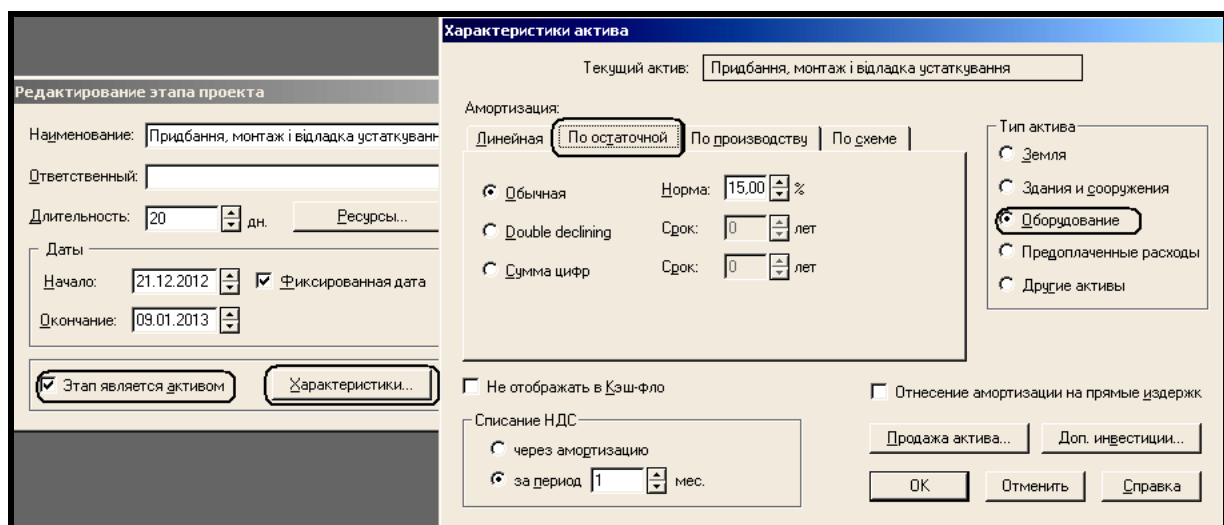 Редактирование этапа проекта
Наименование: Придбання, монтаж і відладка устаткуванн
Ответственный:
Длительность: 20 дн. Ресурсы...
Даты
Начало: 21.12.2012 Фиксированная дата
Окончание: 09.01.2013
Этап является активом Характеристики...
Характеристики актива
Текущий актив: Придбання, монтаж і відладка устаткування
Амортизация:
Линейная По остаточной По производству По схеме
Обычная Норма: 15,00 %
Double declining Срок: 0 лет
Сумма цифр Срок: 0 лет
Тип актива
Земля
Здания и сооружения
Оборудование
Предоплаченные расходы
Другие активы
Не отображать в Кэш-фло
Отнесение амортизации на прямые издержк
Списание НДС
через амортизацию
за период 1 мес.
Продажа актива... Доп. инвестиции...
OK Отменить Справка